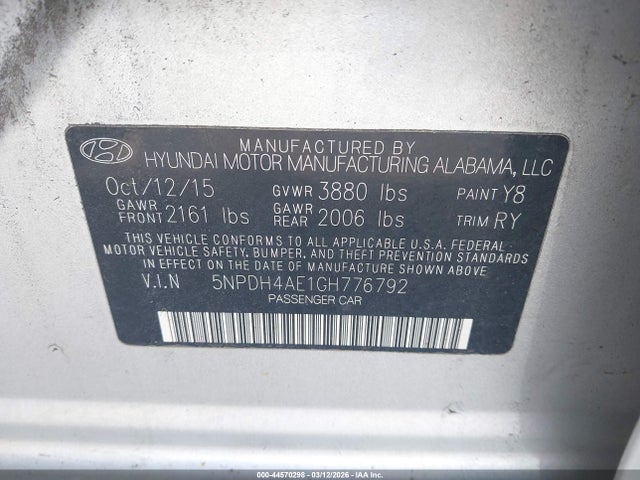 MANUFACTURED BY
HYUNDAI MOTOR MANUFACTURING ALABAMA, LLC
Oct/12/15 GVWR 3880 lbs PAINT Y8
GAWR FRONT 2161 lbs GAWR REAR 2006 lbs TRIM RY
THIS VEHICLE CONFORMS TO ALL APPLICABLE U.S.A. FEDERAL
MOTOR VEHICLE SAFETY, BUMPER, AND THEFT PREVENTION STANDARDS
IN EFFECT ON THE DATE OF MANUFACTURE SHOWN ABOVE.
V.I.N 5NPDH4AE1GH776792
PASSENGER CAR
000-44570298 - 03/12/2026 - IAA Inc.